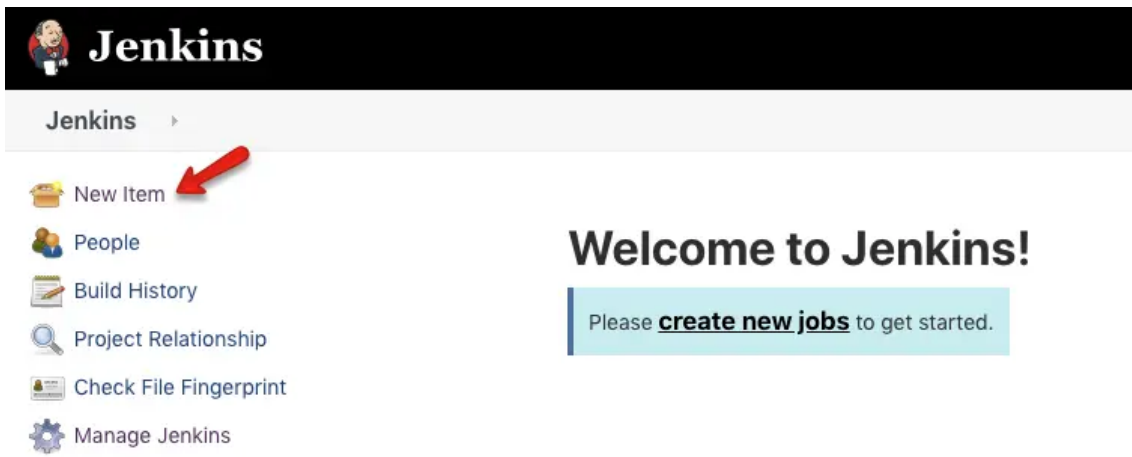 Jenkins
Jenkins
New Item
People
Build History
Project Relationship
Check File Fingerprint
Manage Jenkins
Welcome to Jenkins!
Please create new jobs to get started.